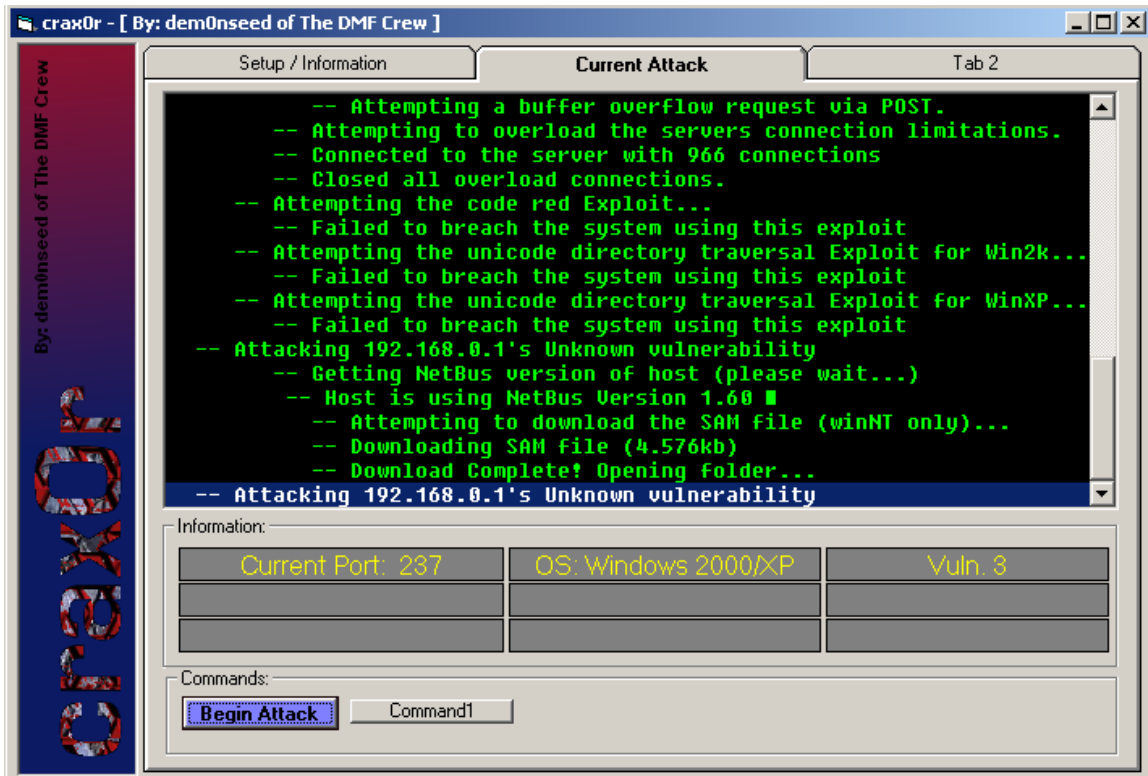 crax0r - [ By: dem0nseed of The DMF Crew ]
By: dem0nseed of The DMF Crew
crax0r
Setup / Information
Current Attack
Tab 2
-- Attempting a buffer overflow request via POST.
-- Attempting to overload the servers connection limitations.
-- Connected to the server with 966 connections
-- Closed all overload connections.
-- Attempting the code red Exploit...
-- Failed to breach the system using this exploit
-- Attempting the unicode directory traversal Exploit for Win2k...
-- Failed to breach the system using this exploit
-- Attempting the unicode directory traversal Exploit for WinXP...
-- Failed to breach the system using this exploit
-- Attacking 192.168.0.1's Unknown vulnerability
-- Getting NetBus version of host (please wait...)
-- Host is using NetBus Version 1.60
-- Attempting to download the SAM file (winNT only)...
-- Downloading SAM file (4.576kb)
-- Download Complete! Opening folder...
-- Attacking 192.168.0.1's Unknown vulnerability
Information:
Current Port: 237
OS: Windows 2000/XP
Vuln. 3
Commands:
Begin Attack
Command1